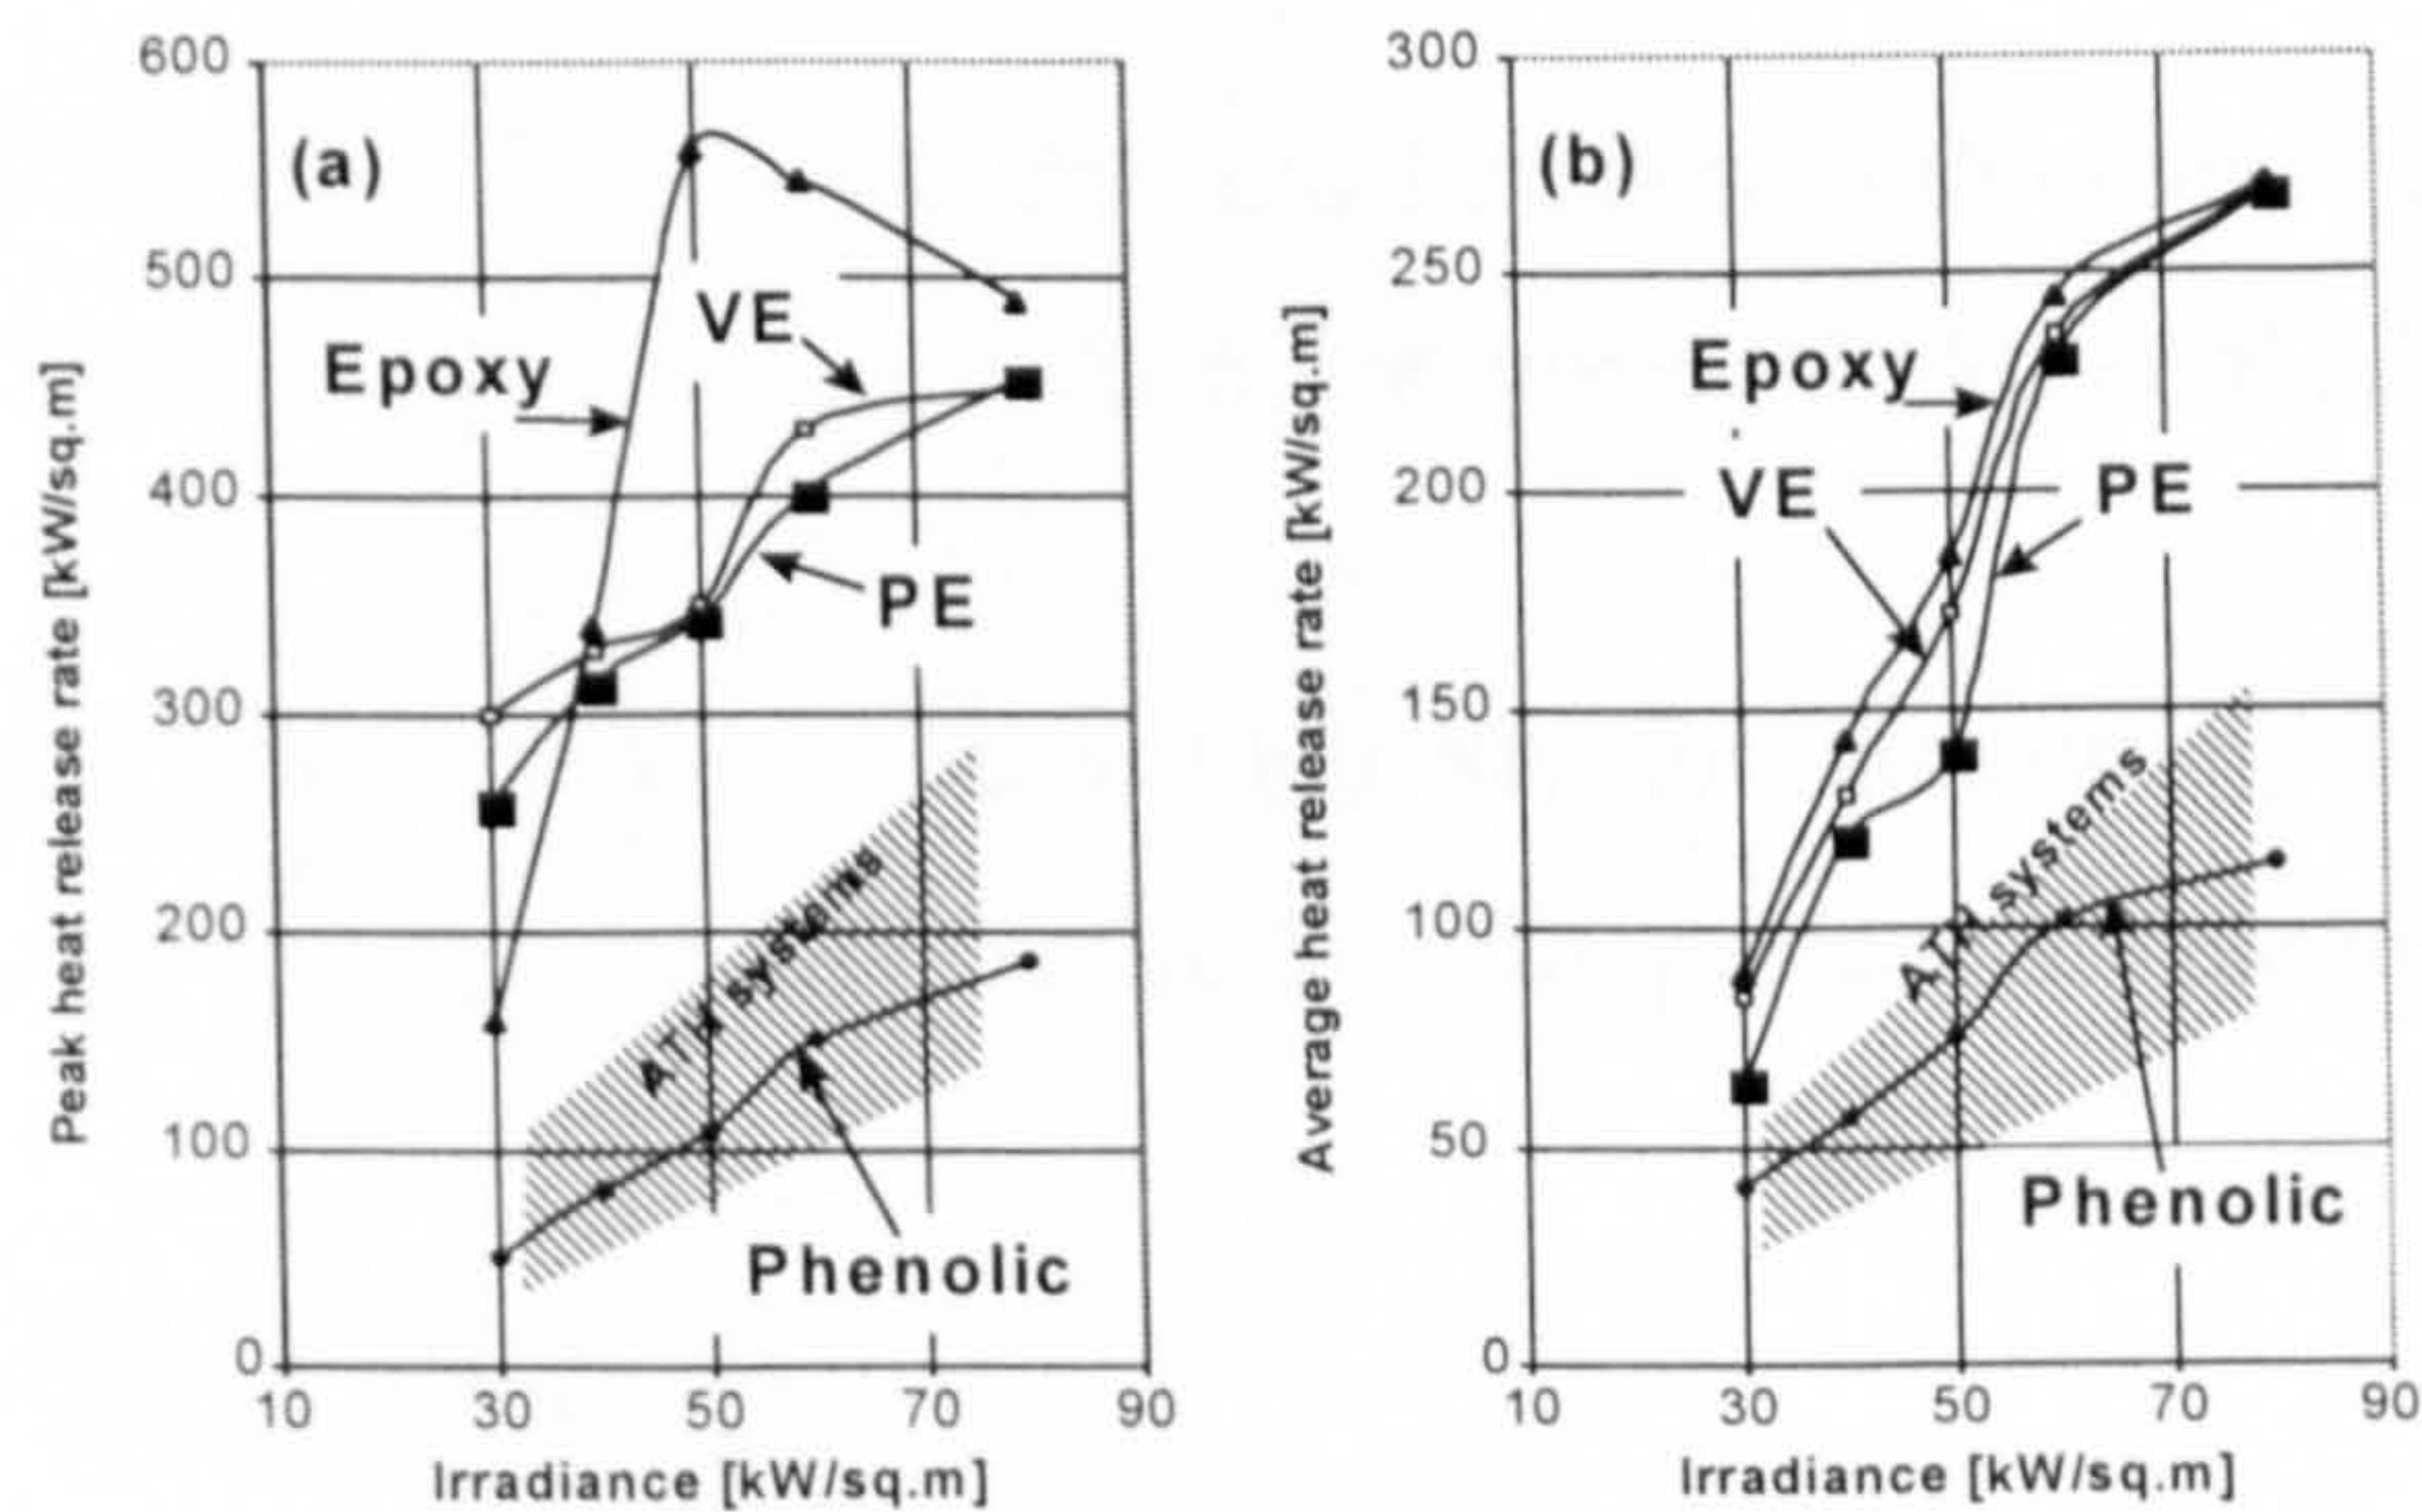 600
500
400
300
200
100
0
10 30 50 70 90
Peak heat release rate [kW/sq.m]
Irradiance [kW/sq.m]
(a)
Epoxy
VE
PE
ATH systems
Phenolic
300
250
200
150
100
50
0
10 30 50 70 90
Average heat release rate [kW/sq.m]
Irradiance [kW/sq.m]
(b)
Epoxy
VE
PE
ATH systems
Phenolic